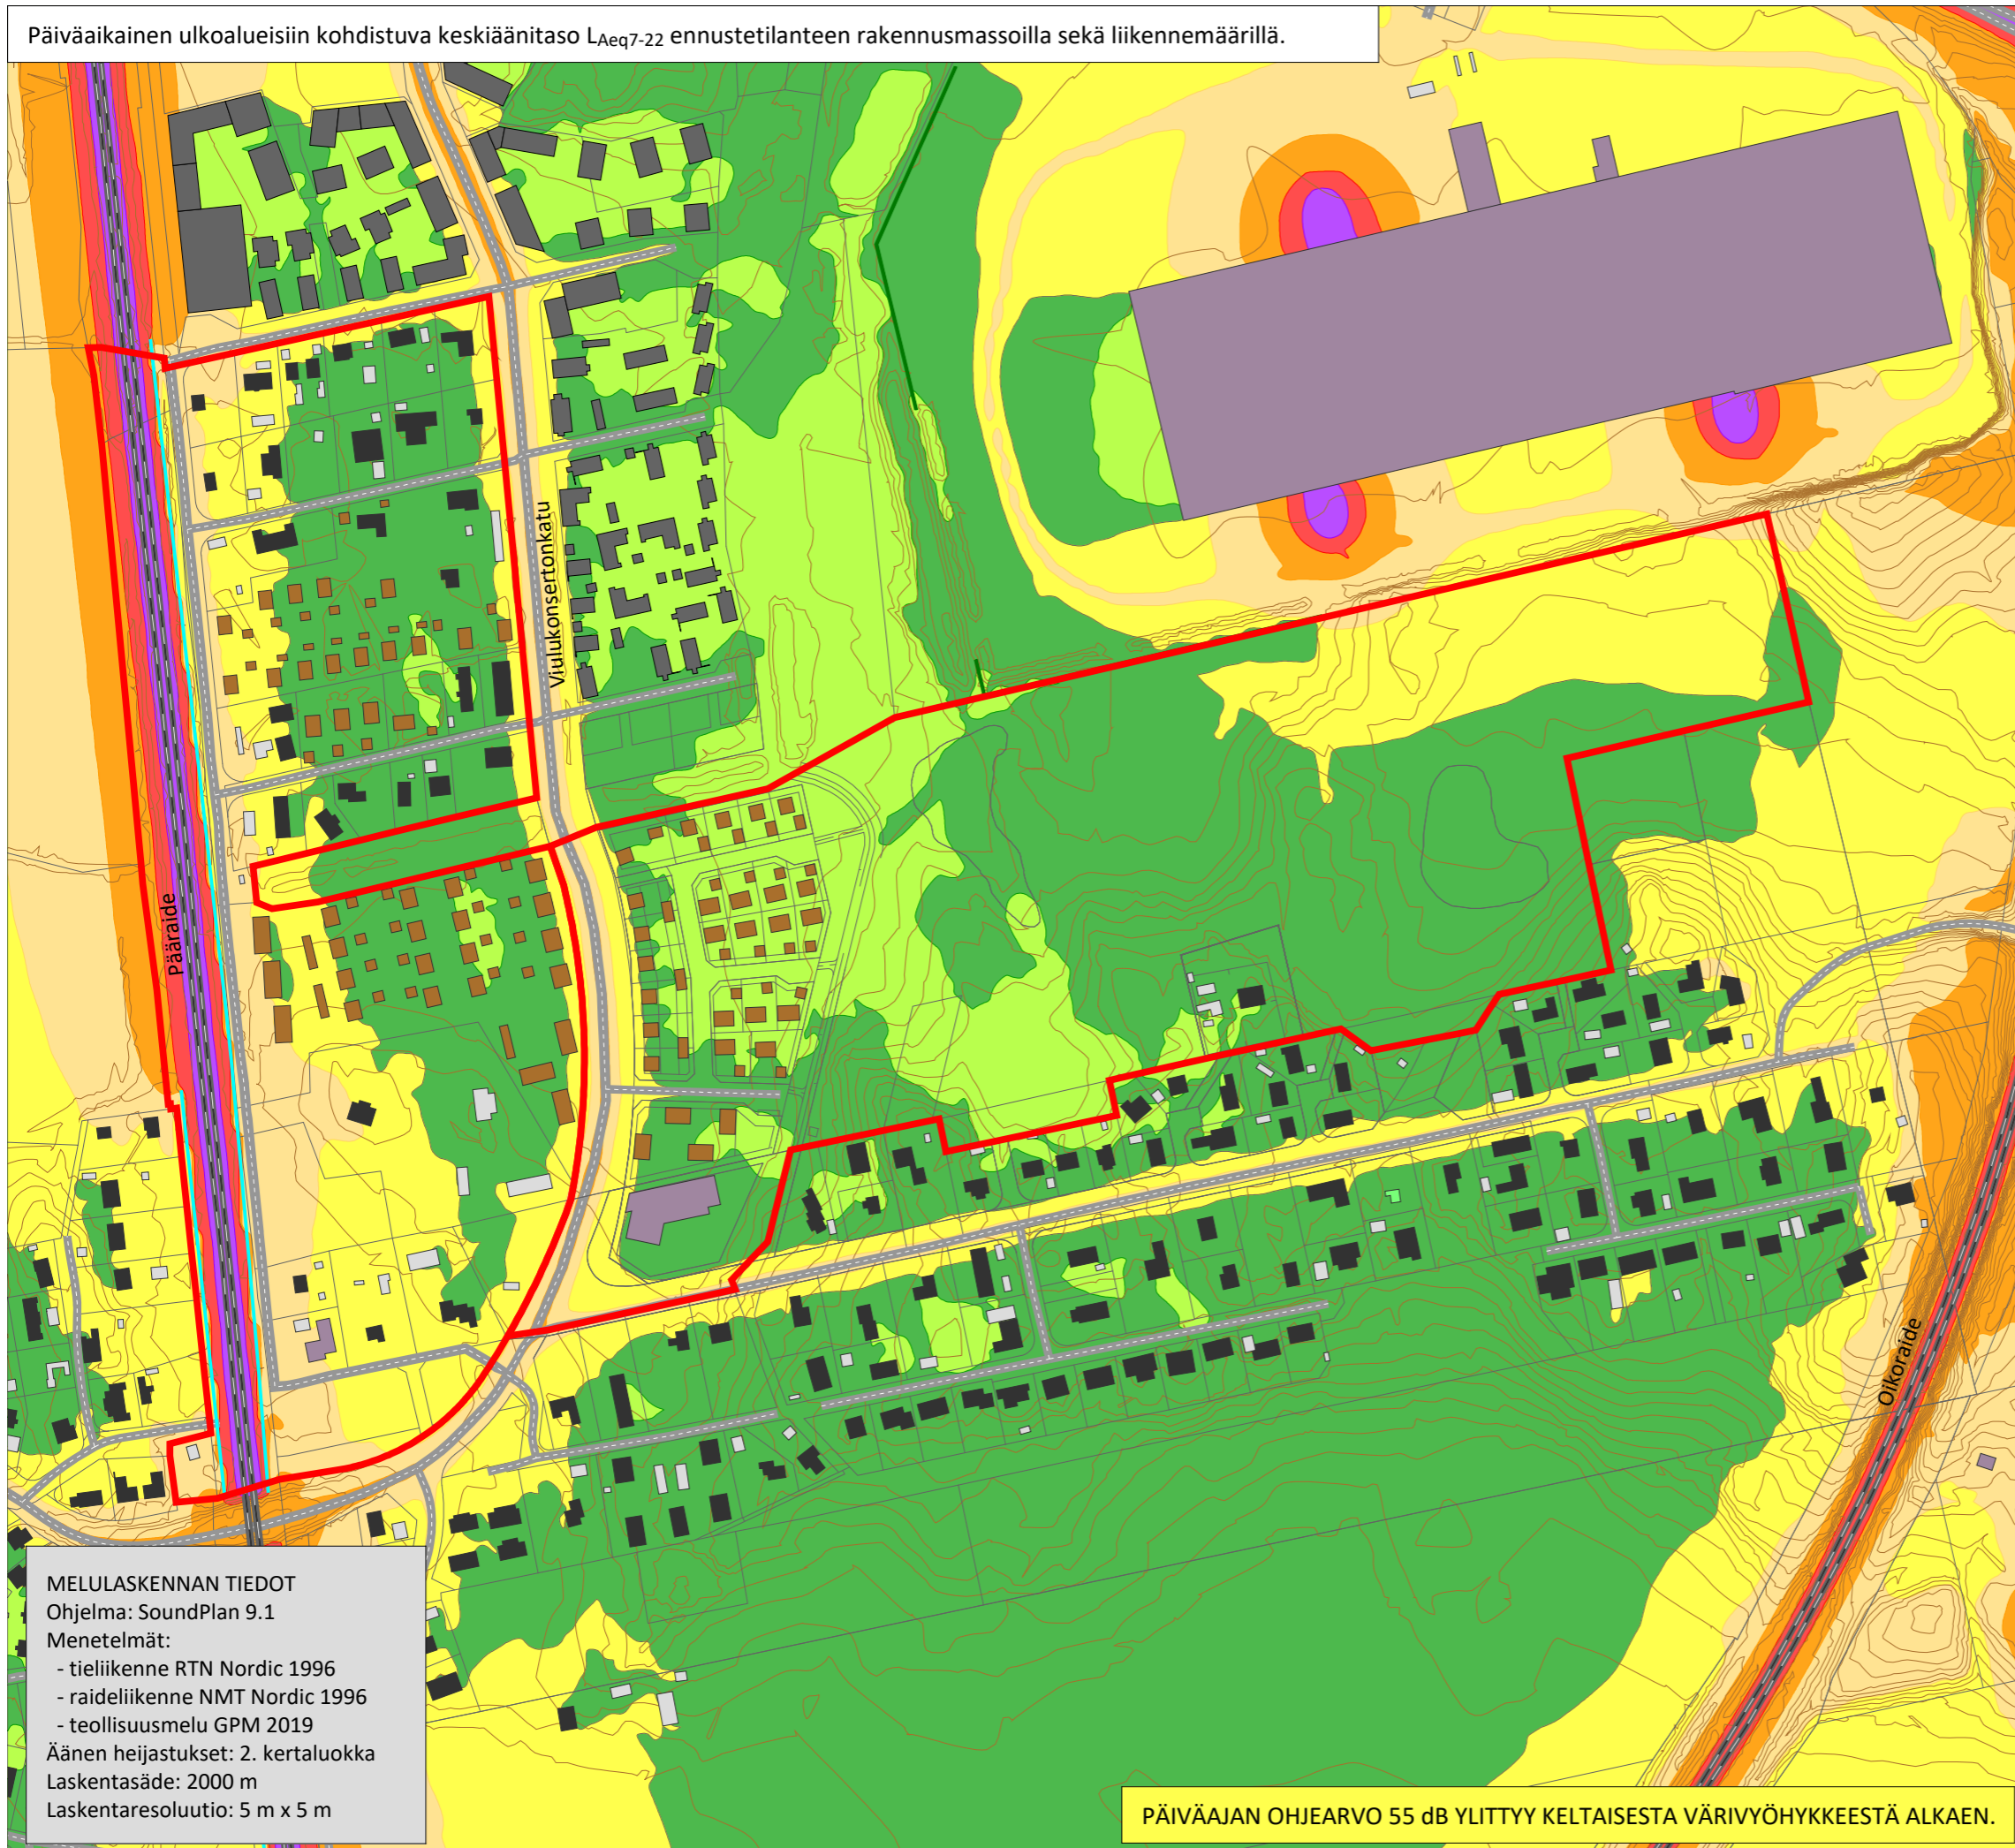 Päiväaikainen ulkoalueisiin kohdistuva keskiäänitaso LAeq7-22 ennustetilanteen rakennusmassoilla sekä liikennemäärillä.
Viulukonsertonkatu
Pääraide
Oikoraide
MELULASKENNAN TIEDOT
Ohjelma: SoundPlan 9.1
Menetelmät:
- tieliikenne RTN Nordic 1996
- raideliikenne NMT Nordic 1996
- teollisuusmelu GPM 2019
Äänen heijastukset: 2. kertaluokka
Laskentasäde: 2000 m
Laskentaresoluutio: 5 m x 5 m
PÄIVÄAJAN OHJEARVO 55 dB YLITTYY KELTAISESTA VÄRIVYÖHYKKEESTÄ ALKAEN.